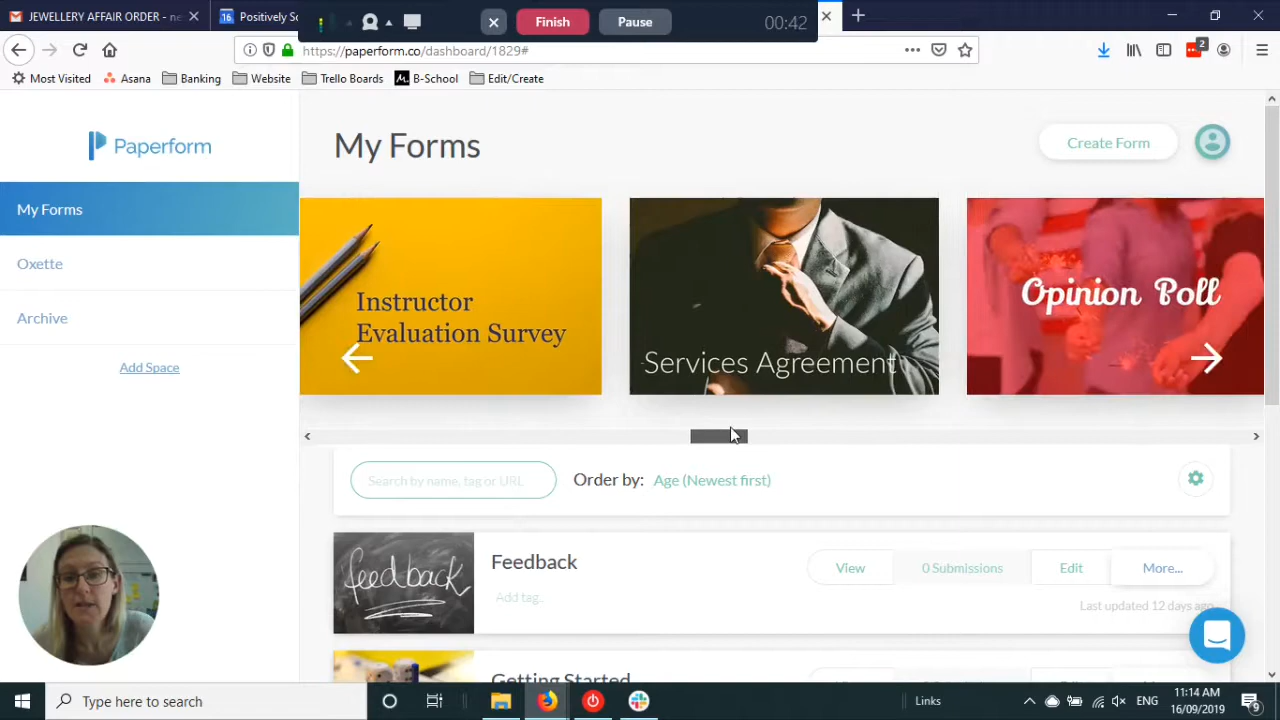 JEWELLERY AFFAIR ORDER - ne
16 Positively So
Finish
Pause
00:42
https://paperform.co/dashboard/1829#
2
Most Visited
Asana
Banking
Website
Trello Boards
M.
B-School
Edit/Create
Paperform
My Forms
Oxette
Archive
Add Space
My Forms
Create Form
Instructor
Evaluation Survey
Services Agreement
Opinion Poll
Search by name, tag or URL
Order by: Age (Newest first)
feedback
Feedback
Add tag..
View
0 Submissions
Edit
More...
Last updated 12 days ago
Getting Started
Type here to search
Links
ENG
11:14 AM
16/09/2019
9